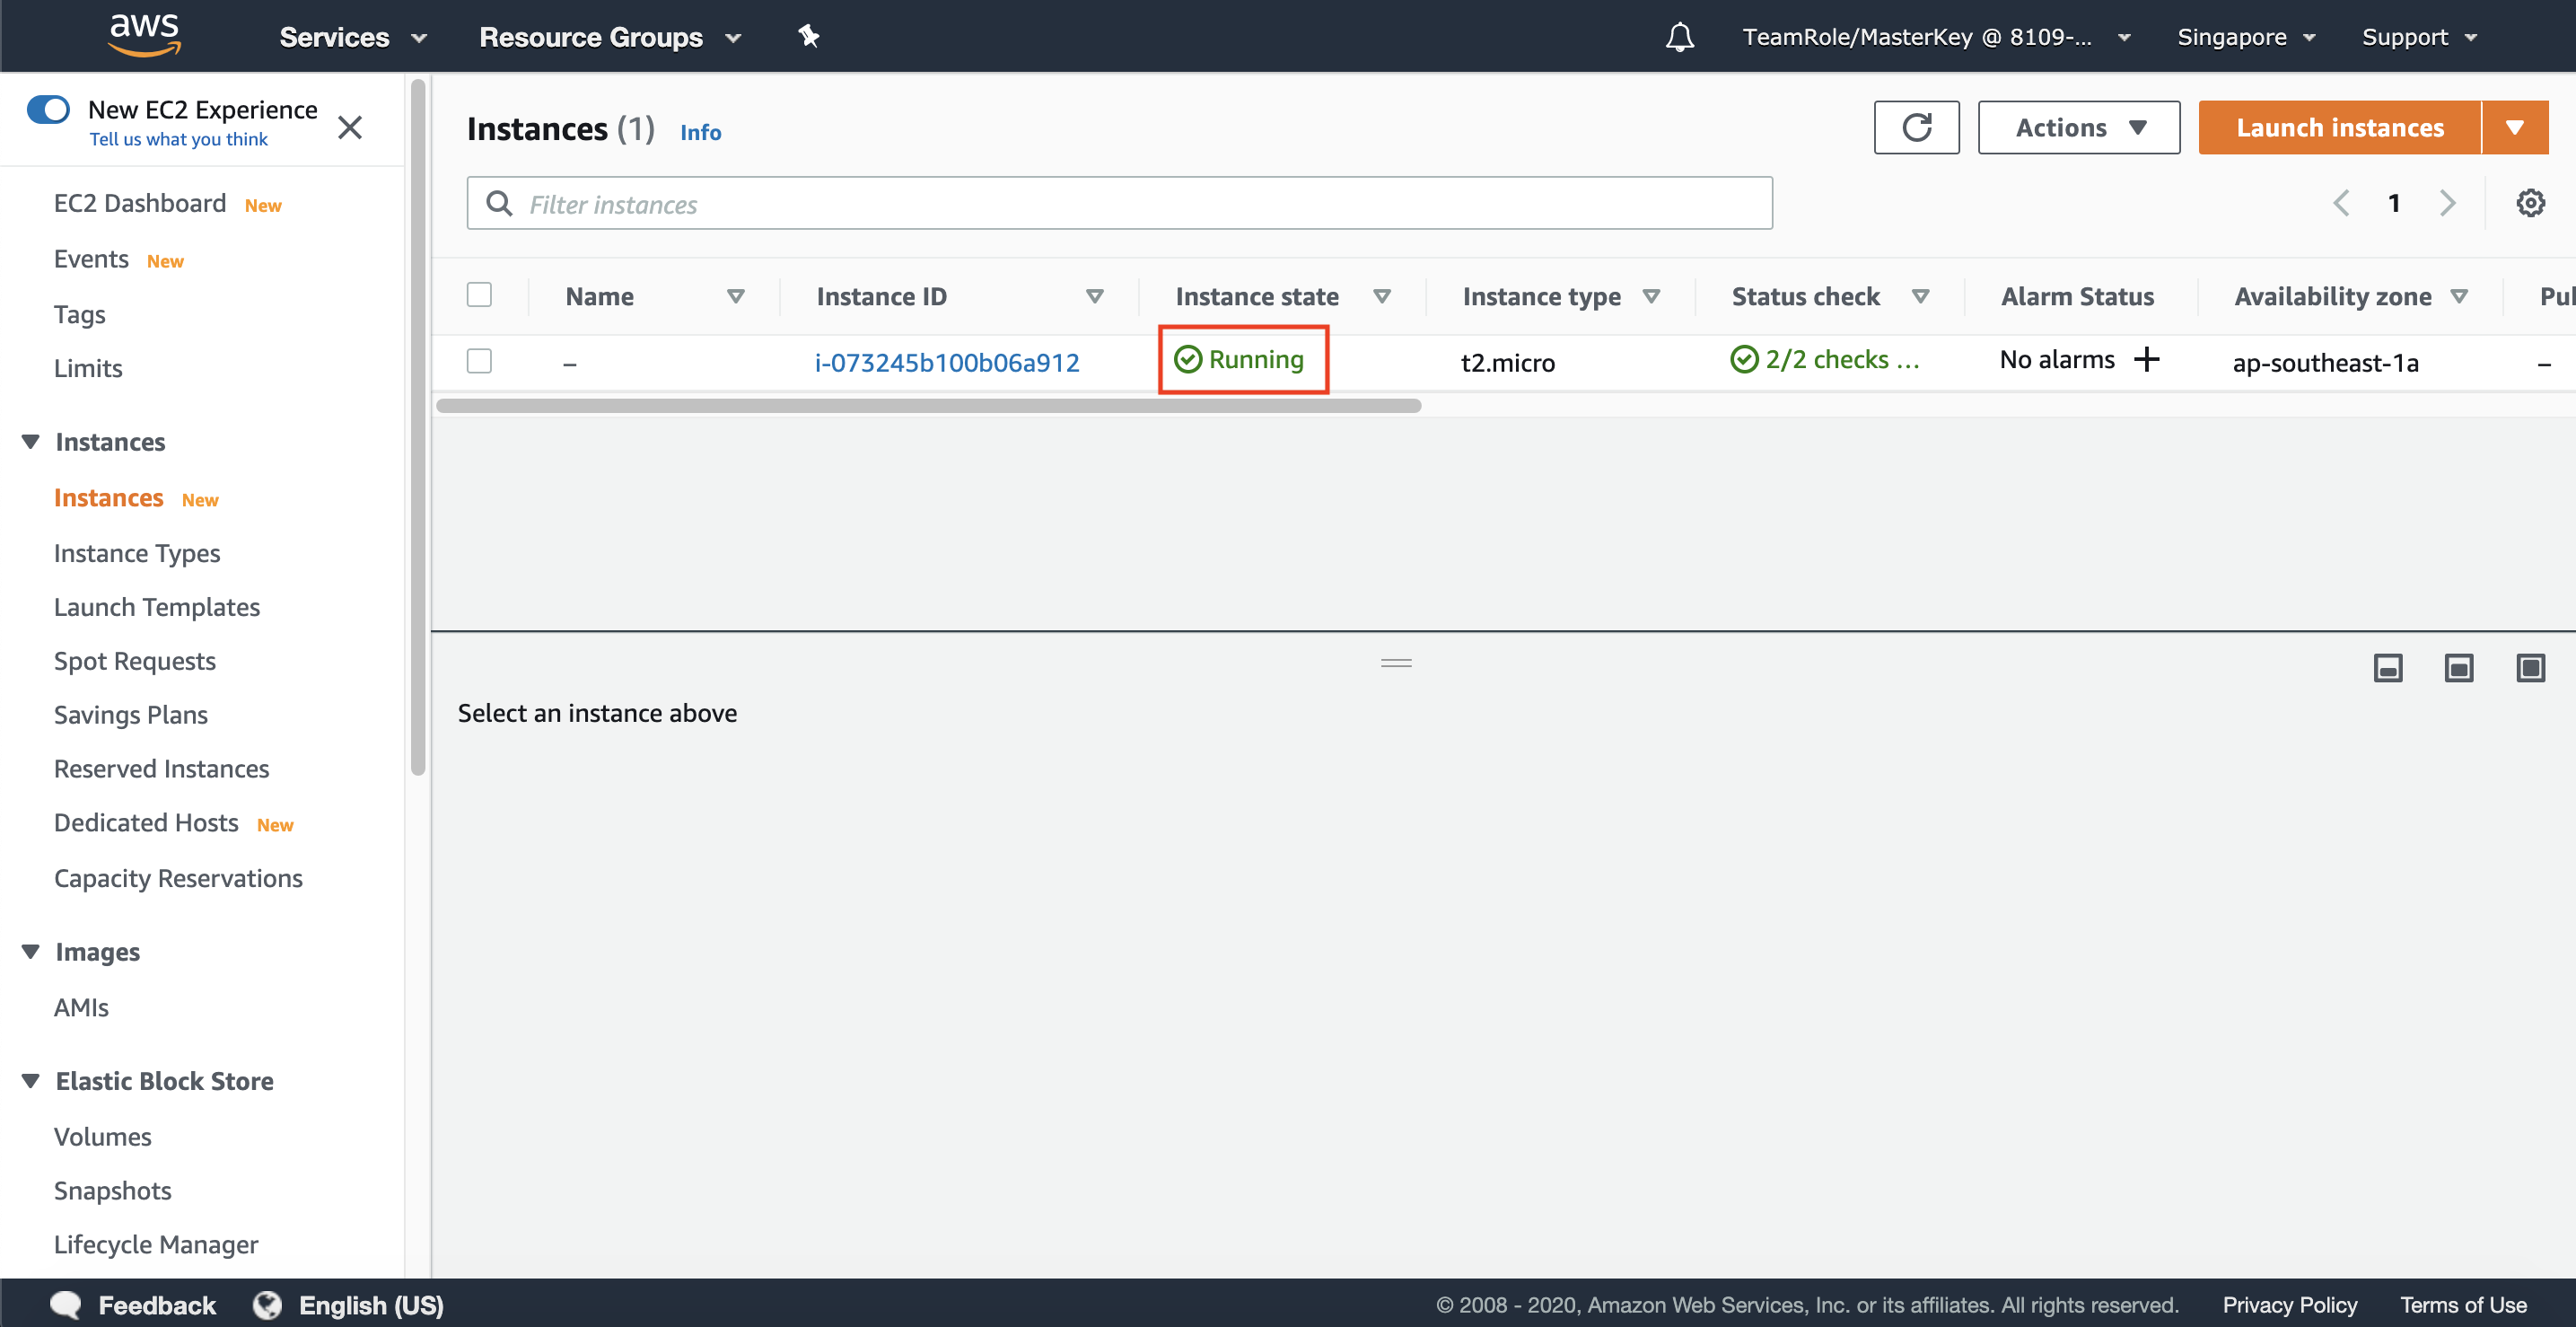 aws
Services
Resource Groups
TeamRole/MasterKey @ 8109-...
Singapore
Support
New EC2 Experience
Tell us what you think
EC2 Dashboard New
Events New
Tags
Limits
Instances
Instances New
Instance Types
Launch Templates
Spot Requests
Savings Plans
Reserved Instances
Dedicated Hosts New
Capacity Reservations
Images
AMIs
Elastic Block Store
Volumes
Snapshots
Lifecycle Manager
Instances (1) Info
Actions
Launch instances
Filter instances
1
Name Instance ID Instance state Instance type Status check Alarm Status Availability zone Pul
– i-073245b100b06a912 Running t2.micro 2/2 checks ... No alarms + ap-southeast-1a –
Select an instance above
Feedback English (US) © 2008 - 2020, Amazon Web Services, Inc. or its affiliates. All rights reserved. Privacy Policy Terms of Use